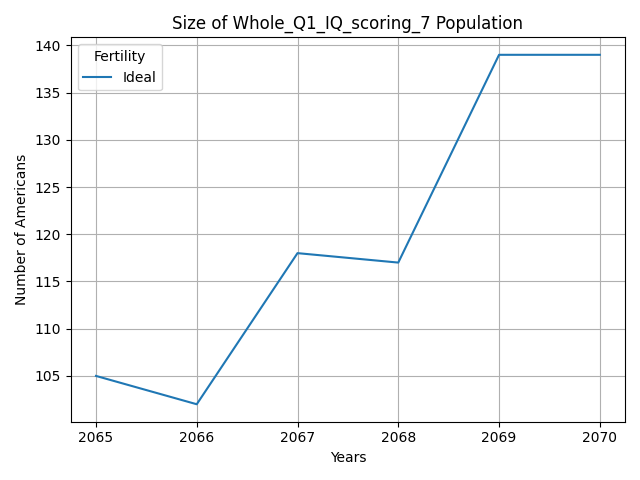 Size of Whole_Q1_IQ_scoring_7 Population
Fertility
Ideal
140
135
130
125
120
115
110
105
Number of Americans
2065 2066 2067 2068 2069 2070
Years